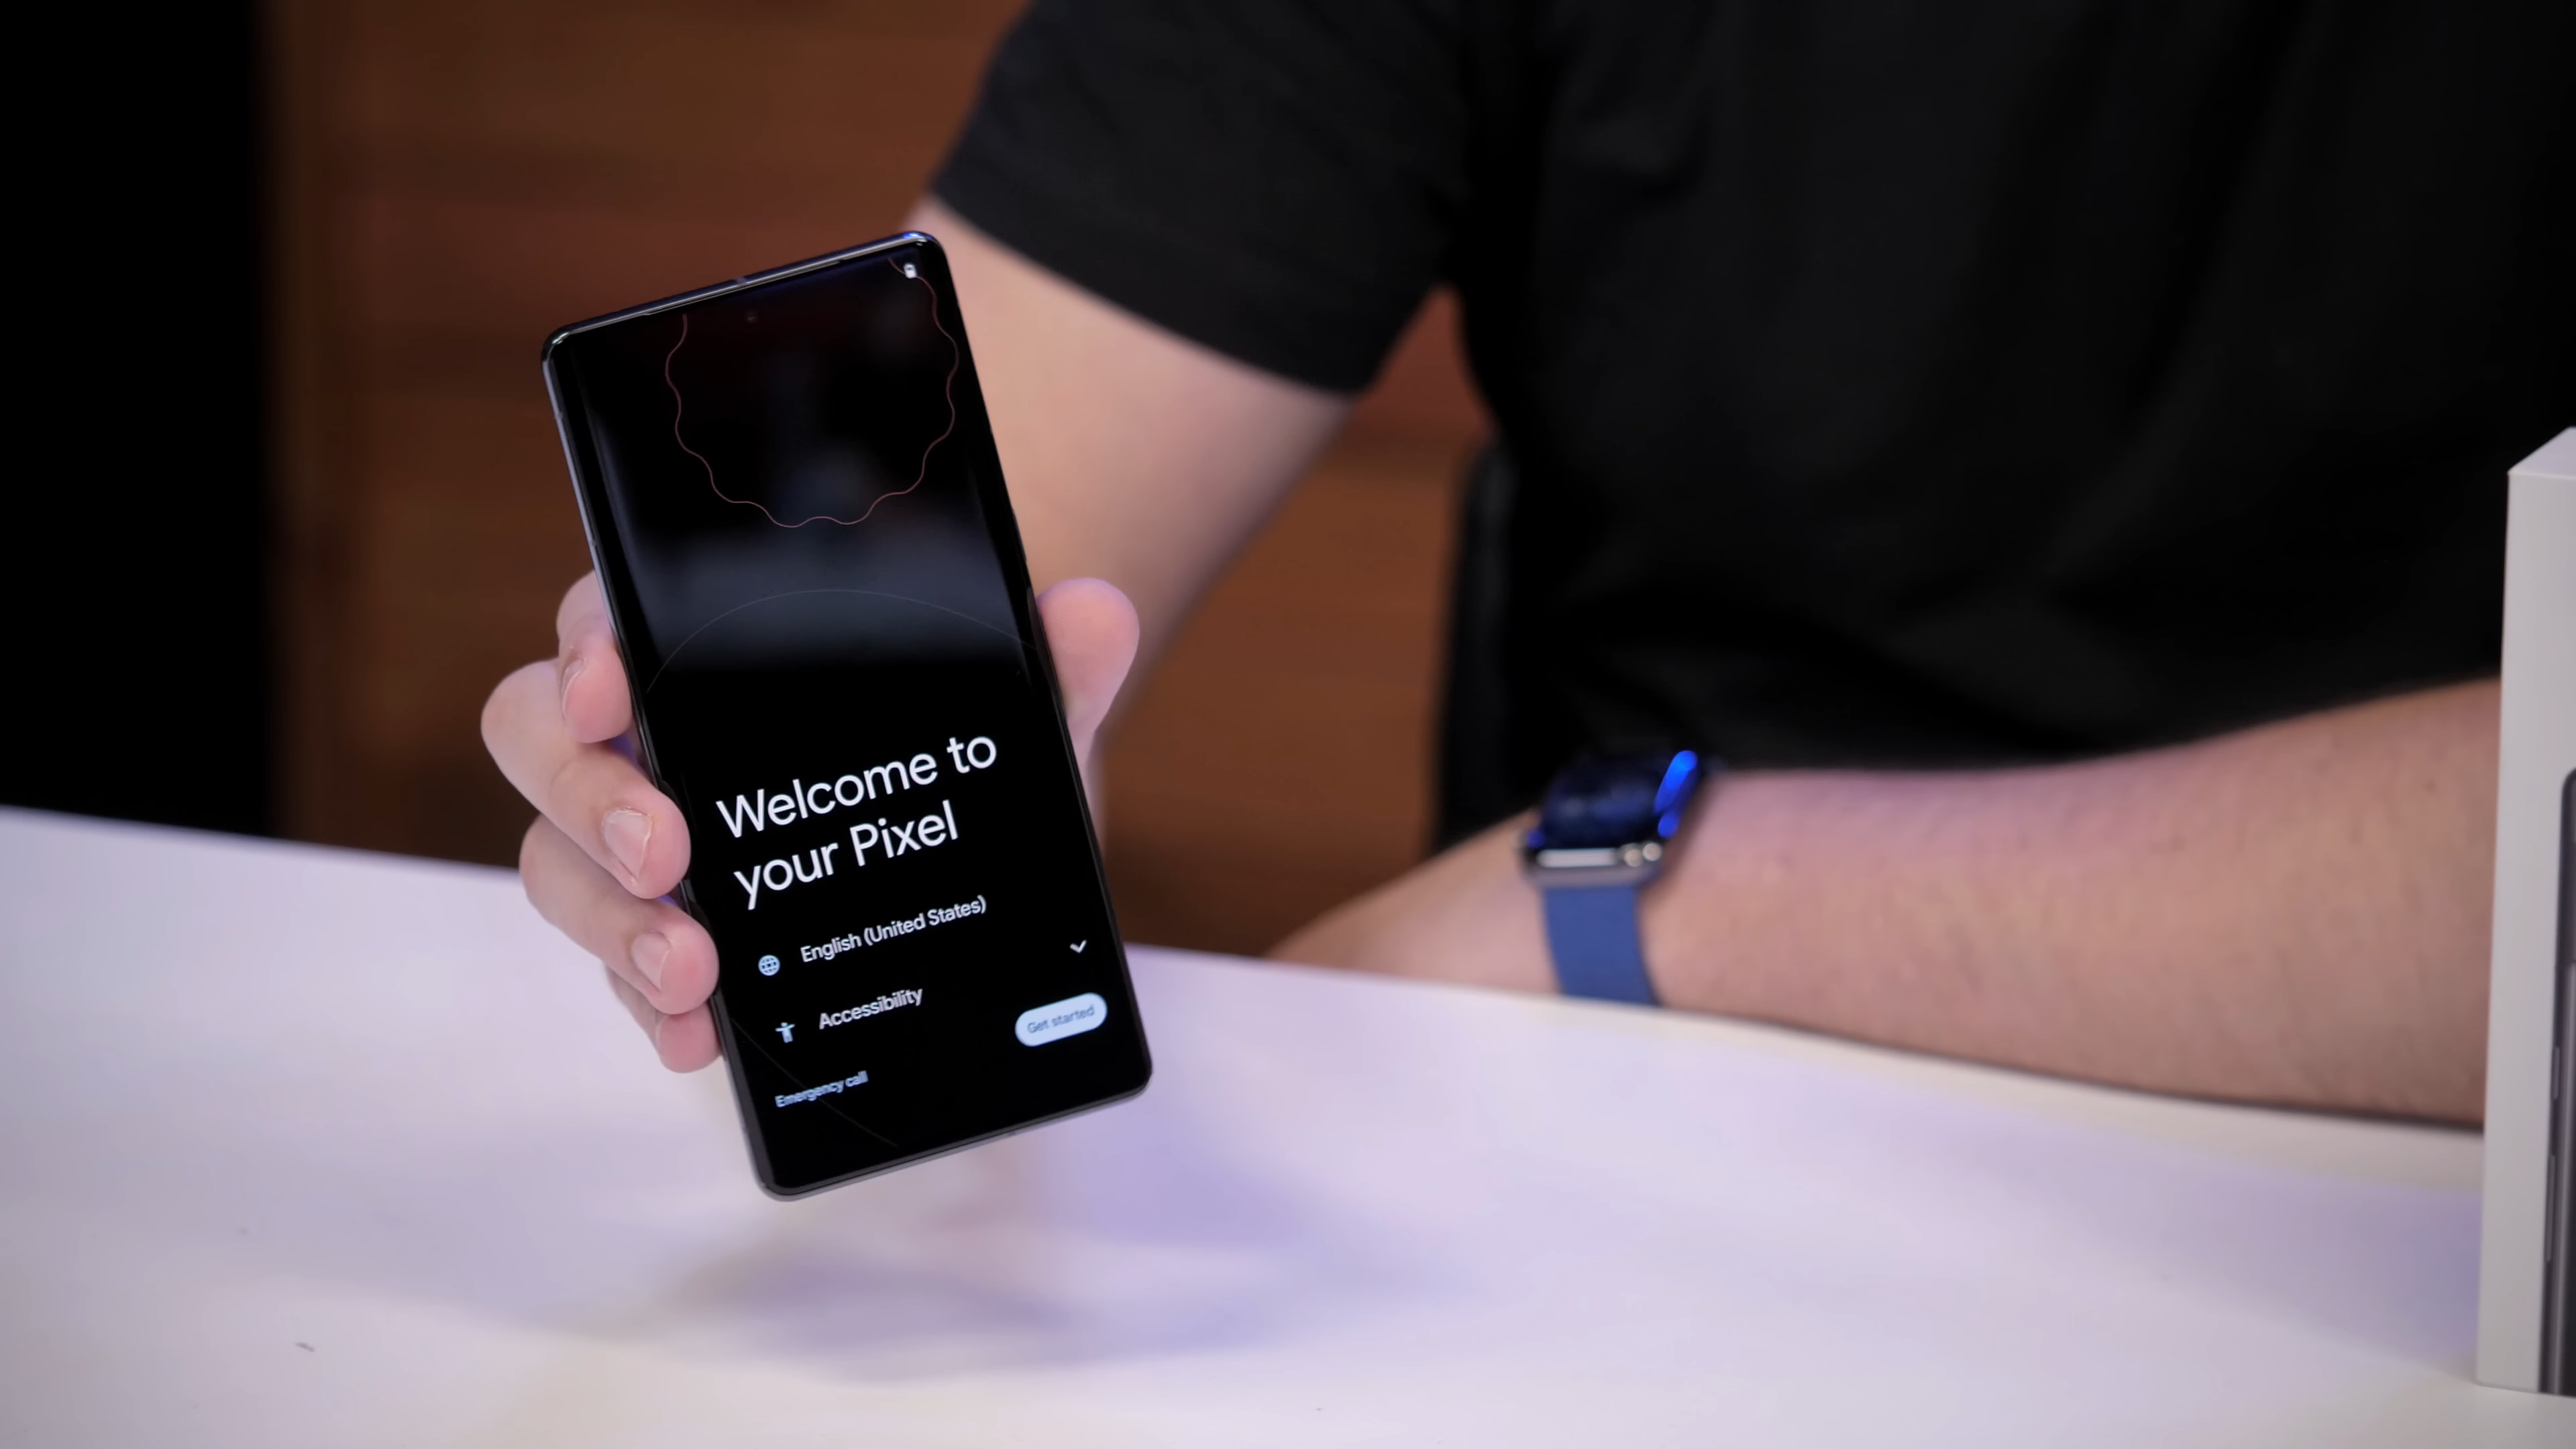 Welcome to
your Pixel
English (United States)
Accessibility
Get started
Emergency call